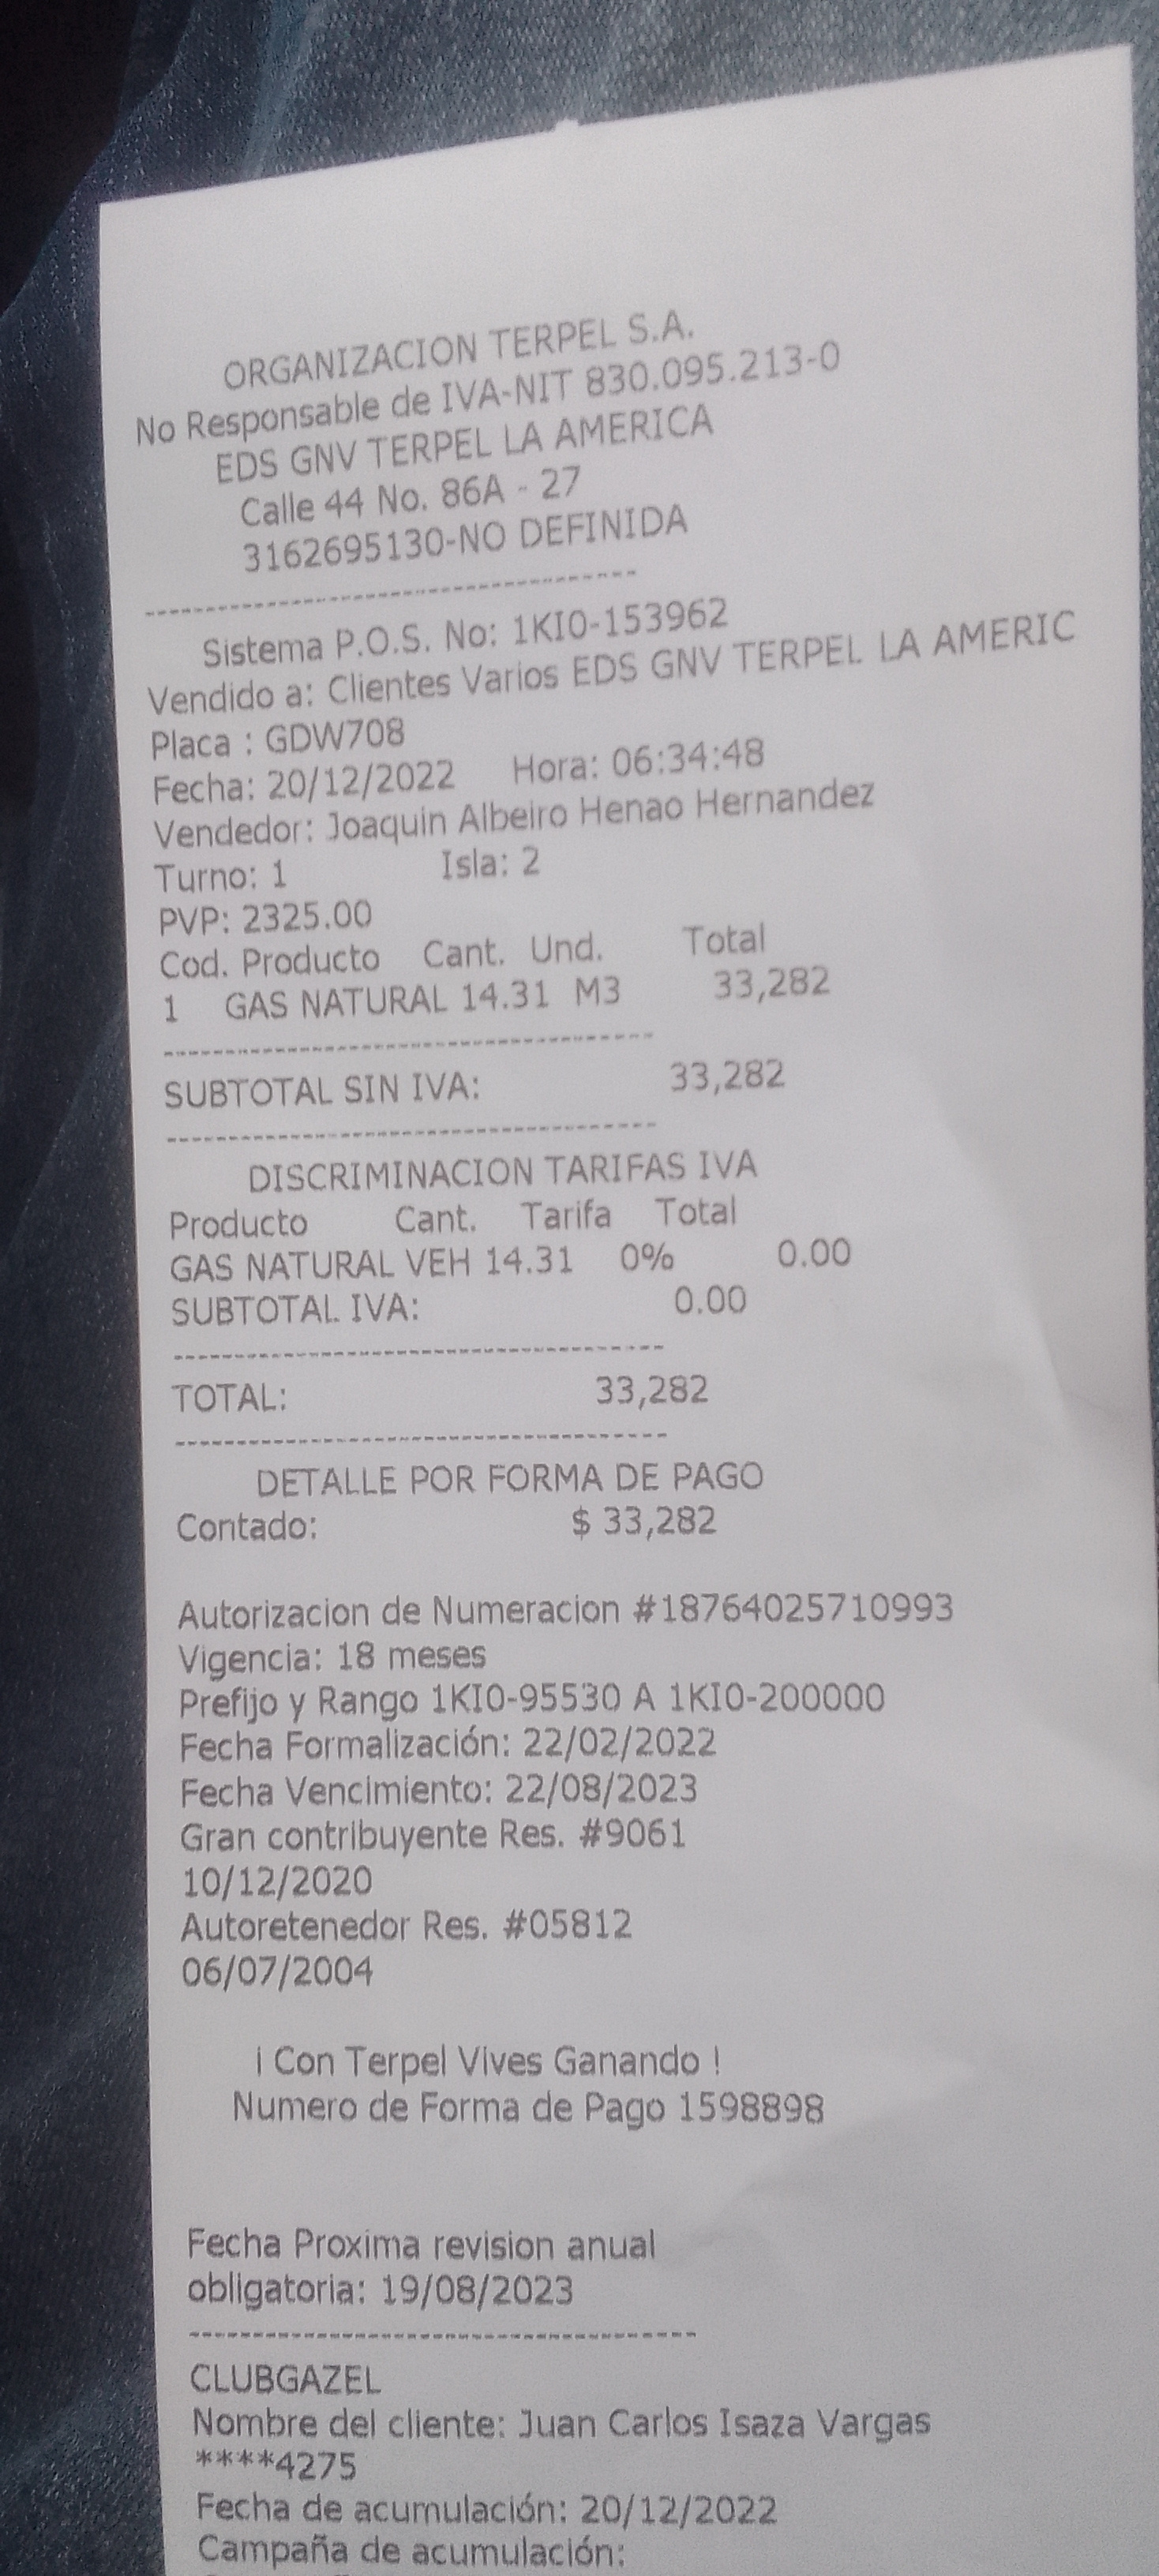 ORGANIZACION TERPEL S.A.
No Responsable de IVA-NIT 830.095.213-0
EDS GNV TERPEL LA AMERICA
Calle 44 No. 86A - 27
3162695130-NO DEFINIDA
------------------------------------
Sistema P.O.S. No: 1KI0-153962
Vendido a: Clientes Varios EDS GNV TERPEL LA AMERIC
Placa : GDW708
Fecha: 20/12/2022 Hora: 06:34:48
Vendedor: Joaquin Albeiro Henao Hernandez
Turno: 1 Isla: 2
PVP: 2325.00
Cod. Producto Cant. Und. Total
1 GAS NATURAL 14.31 M3 33,282
------------------------------------
SUBTOTAL SIN IVA: 33,282
------------------------------------
DISCRIMINACION TARIFAS IVA
Producto Cant. Tarifa Total
GAS NATURAL VEH 14.31 0% 0.00
SUBTOTAL IVA: 0.00
------------------------------------
TOTAL: 33,282
------------------------------------
DETALLE POR FORMA DE PAGO
Contado: $ 33,282
Autorizacion de Numeracion #18764025710993
Vigencia: 18 meses
Prefijo y Rango 1KI0-95530 A 1KI0-200000
Fecha Formalización: 22/02/2022
Fecha Vencimiento: 22/08/2023
Gran contribuyente Res. #9061
10/12/2020
Autoretenedor Res. #05812
06/07/2004
¡ Con Terpel Vives Ganando !
Numero de Forma de Pago 1598898
Fecha Proxima revision anual
obligatoria: 19/08/2023
------------------------------------
CLUBGAZEL
Nombre del cliente: Juan Carlos Isaza Vargas
****4275
Fecha de acumulación: 20/12/2022
Campaña de acumulación: